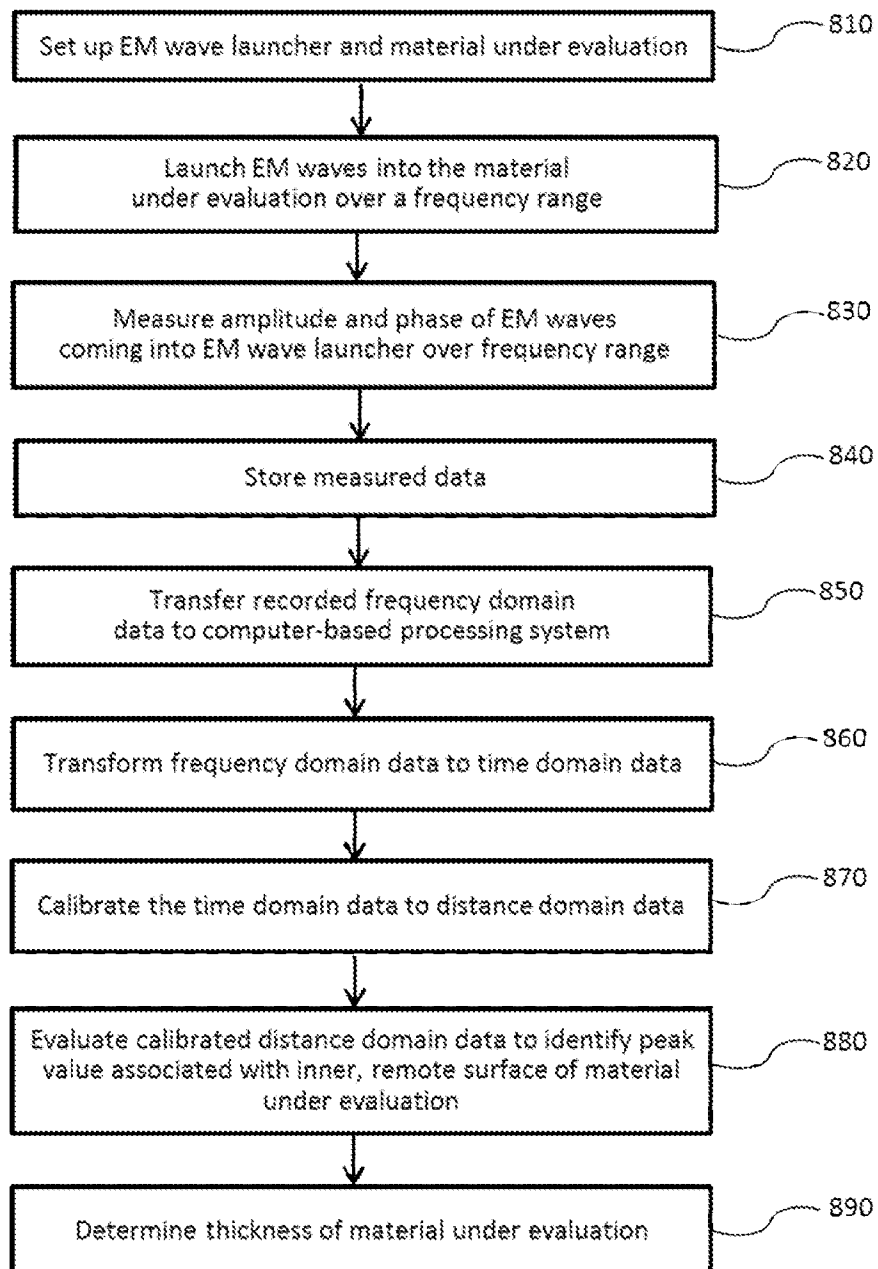 Set up EM wave launcher and material under evaluation
810
Launch EM waves into the material
under evaluation over a frequency range
820
Measure amplitude and phase of EM waves
coming into EM wave launcher over frequency range
830
Store measured data
840
Transfer recorded frequency domain
data to computer-based processing system
850
Transform frequency domain data to time domain data
860
Calibrate the time domain data to distance domain data
870
Evaluate calibrated distance domain data to identify peak
value associated with inner, remote surface of material
under evaluation
880
Determine thickness of material under evaluation
890